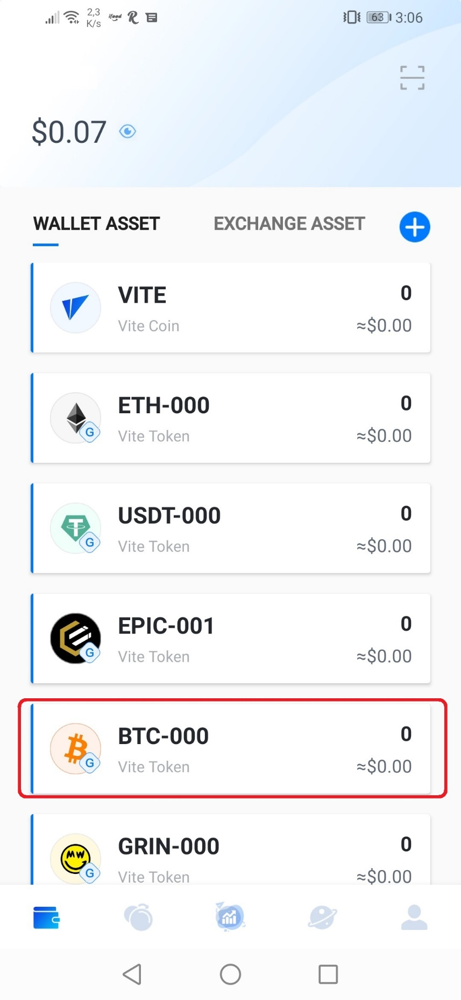 2,3
K/s
ifood
R
63
3:06
$0.07
WALLET ASSET
EXCHANGE ASSET
VITE
0
Vite Coin
≈$0.00
ETH-000
0
G
Vite Token
≈$0.00
USDT-000
0
G
Vite Token
≈$0.00
EPIC-001
0
G
Vite Token
≈$0.00
BTC-000
0
G
Vite Token
≈$0.00
GRIN-000
0
MW
G
Vite Token
≈$0.00